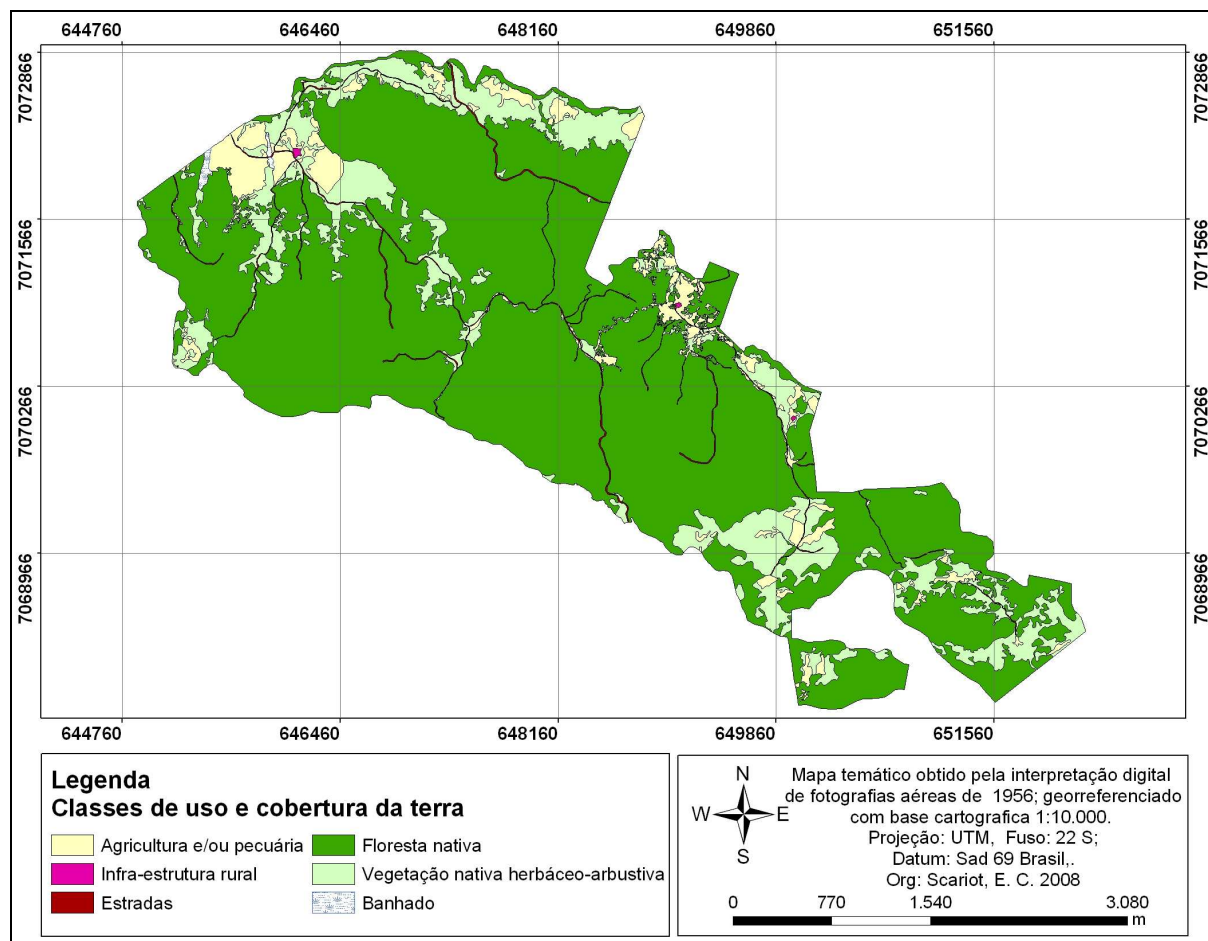 644760 646460 648160 649860 651560
7072866 7072866
7071566 7071566
7070266 7070266
7068966 7068966
644760 646460 648160 649860 651560
Legenda
Classes de uso e cobertura da terra
Agricultura e/ou pecuária Floresta nativa
Infra-estrutura rural Vegetação nativa herbáceo-arbustiva
Estradas Banhado
N
W E
S
Mapa temático obtido pela interpretação digital
de fotografias aéreas de 1956; georreferenciado
com base cartografica 1:10.000.
Projeção: UTM, Fuso: 22 S;
Datum: Sad 69 Brasil,.
Org: Scariot, E. C. 2008
0 770 1.540 3.080
m